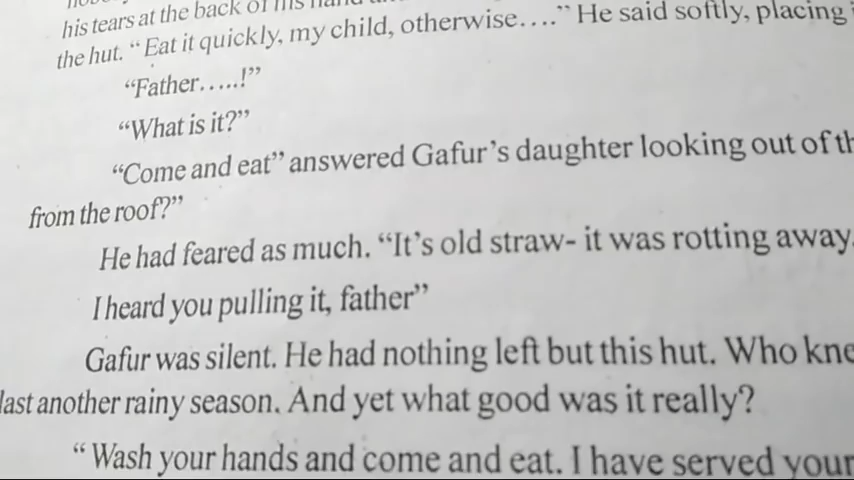 his tears at the back of his hand
the hut. “Eat it quickly, my child, otherwise....” He said softly, placing
“Father.....!”
“What is it?”
“Come and eat” answered Gafur’s daughter looking out of
from the roof?”
He had feared as much. “It’s old straw- it was rotting away
I heard you pulling it, father”
Gafur was silent. He had nothing left but this hut. Who
last another rainy season. And yet what good was it really?
“ Wash your hands and come and eat. I have served your